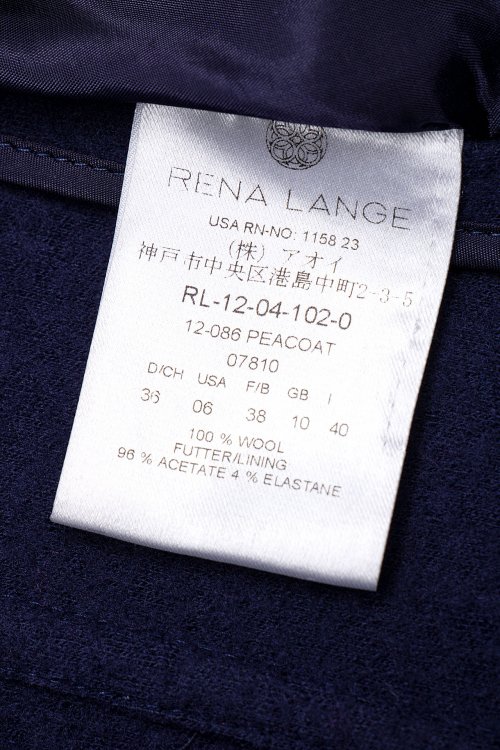 RENA LANGE
USA RN-NO: 1158 23
(株) アオイ
神戸市中央区港島中町2-3-5
RL-12-04-102-0
12-086 PEACOAT
07810
D/CH USA F/B GB I
36 06 38 10 40
100 % WOOL
FUTTER/LINING
96 % ACETATE 4 % ELASTANE